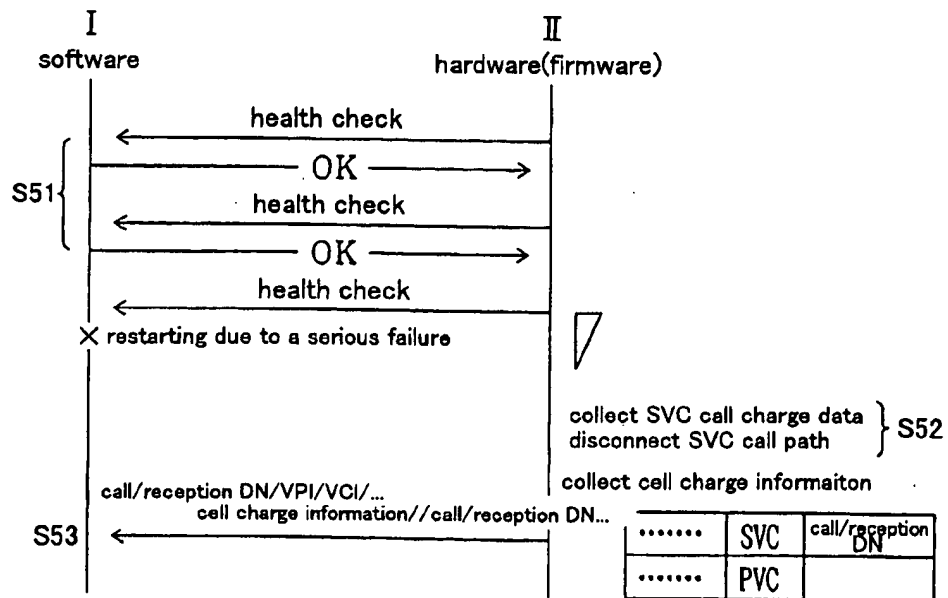 I
software
II
hardware(firmware)
health check
OK
S51
health check
OK
health check
× restarting due to a serious failure
collect SVC call charge data
disconnect SVC call path
S52
collect cell charge informaiton
call/reception DN/VPI/VCI/...
cell charge information//call/reception DN...
S53
....... SVC call/reception DN
....... PVC